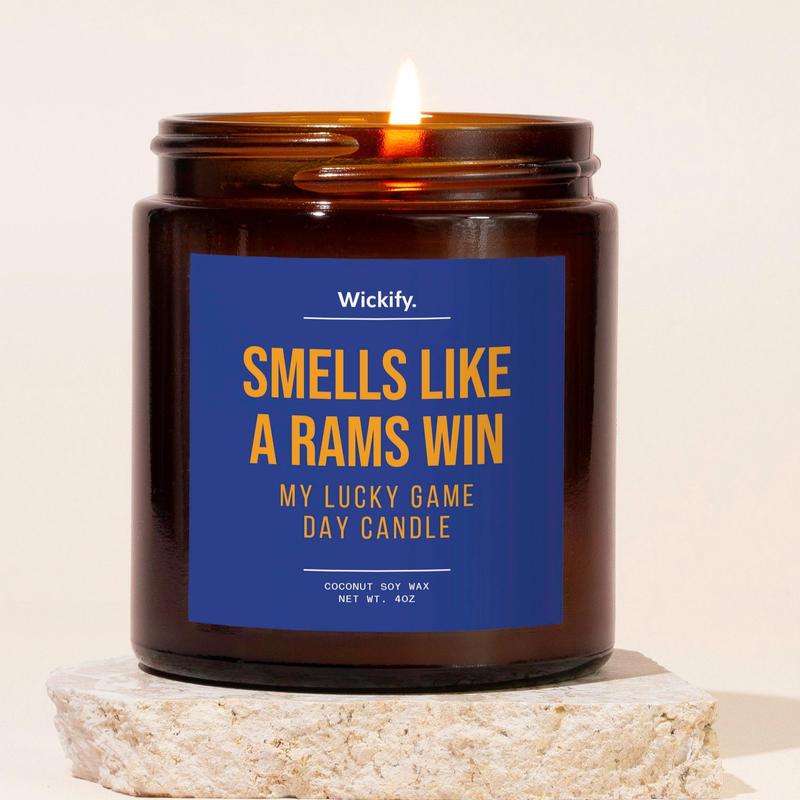 Wickify.
SMELLS LIKE
A RAMS WIN
MY LUCKY GAME
DAY CANDLE
COCONUT SOY WAX
NET WT. 4OZ